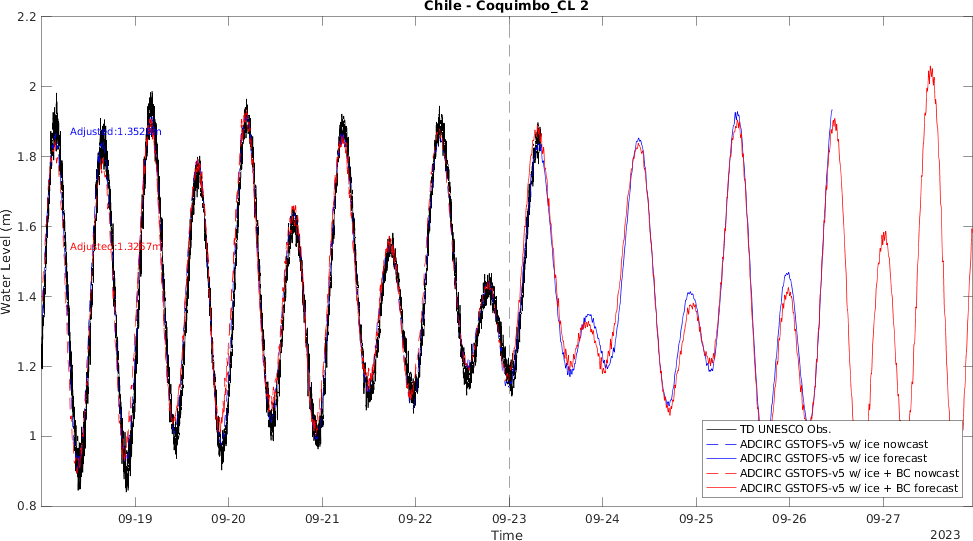 Chile - Coquimbo_CL 2
2.2
2
1.8
1.6
1.4
1.2
1
0.8
Water Level (m)
Adjusted:1.352
Adjusted:1.3267m
TD UNESCO Obs.
ADCIRC GSTOFS-v5 w/ ice nowcast
ADCIRC GSTOFS-v5 w/ ice forecast
ADCIRC GSTOFS-v5 w/ ice + BC nowcast
ADCIRC GSTOFS-v5 w/ ice + BC forecast
09-19
09-20
09-21
09-22
09-23
09-24
09-25
09-26
09-27
Time
2023